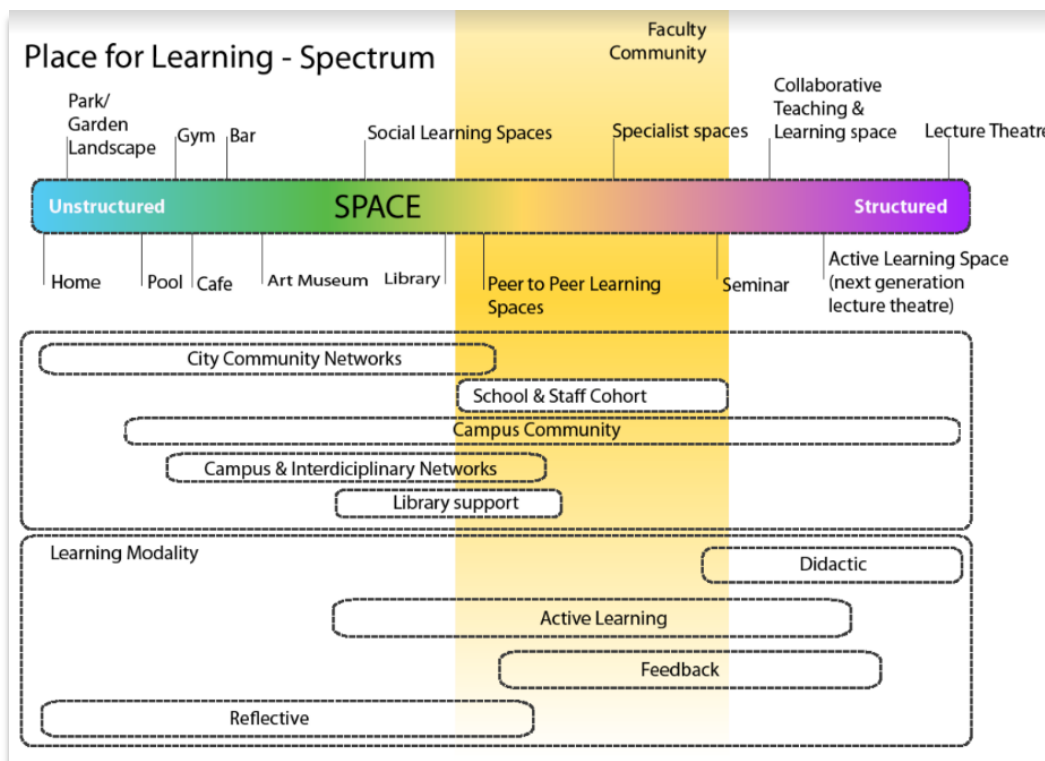 Faculty
Community
Place for Learning - Spectrum
Park/
Garden
Landscape
Gym
Bar
Social Learning Spaces
Specialist spaces
Collaborative
Teaching &
Learning space
Lecture Theatre
Unstructured
SPACE
Structured
Home
Pool
Cafe
Art Museum
Library
Peer to Peer Learning
Spaces
Seminar
Active Learning Space
(next generation
lecture theatre)
City Community Networks
School & Staff Cohort
Campus Community
Campus & Interdiciplinary Networks
Library support
Learning Modality
Didactic
Active Learning
Feedback
Reflective